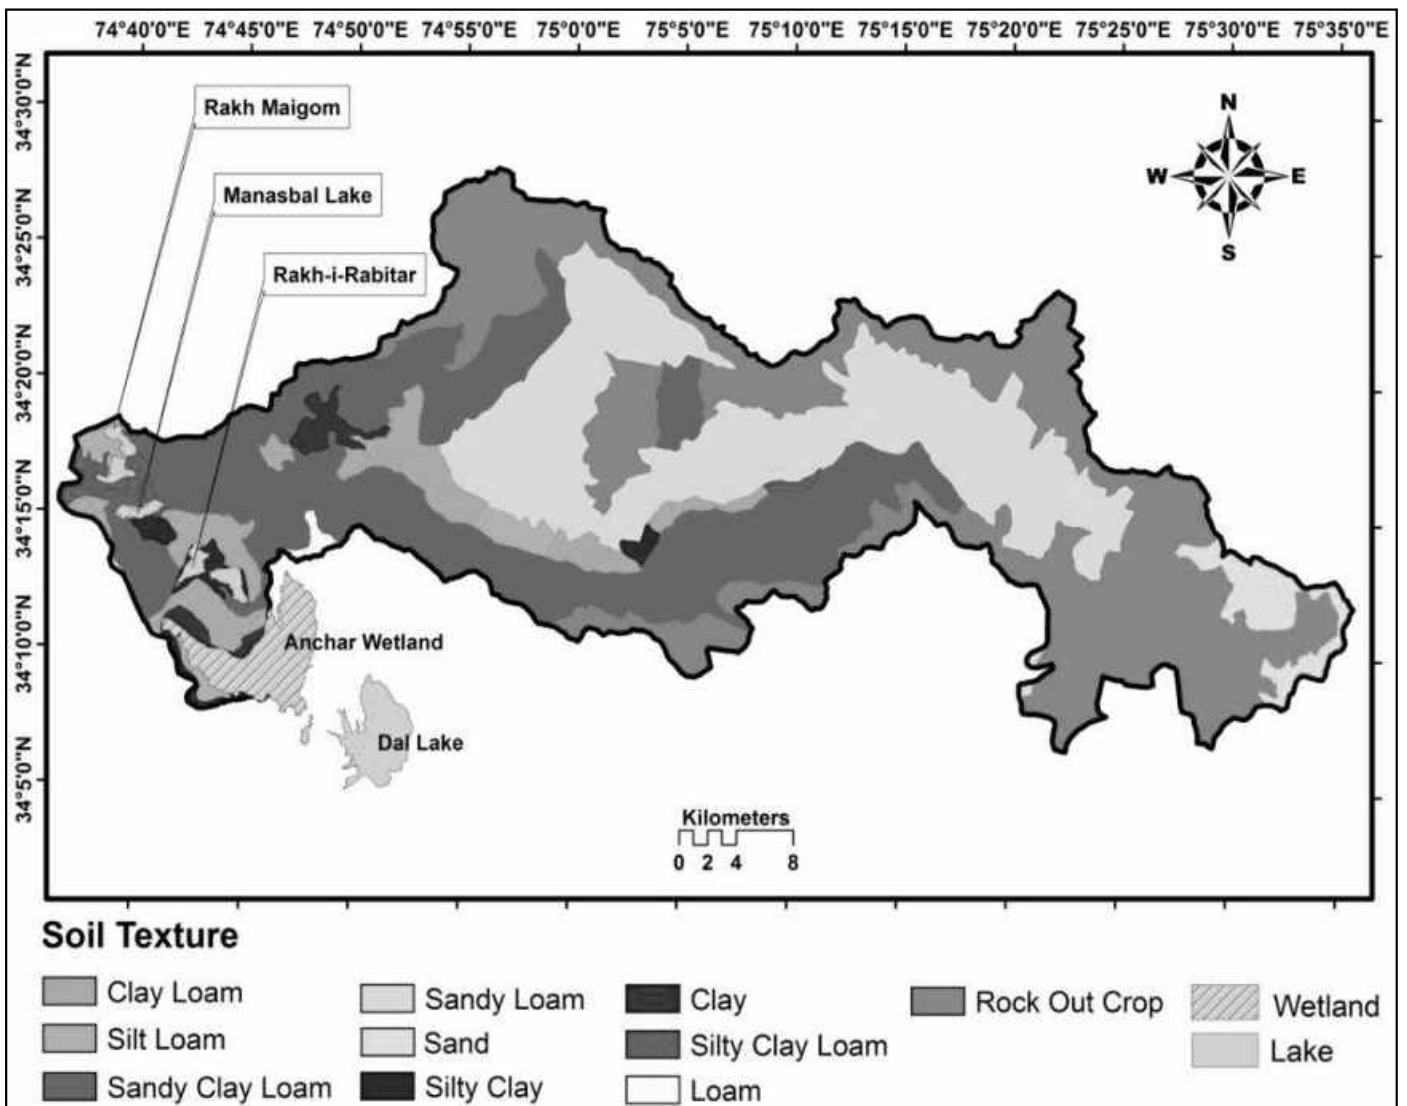 74°40'0"E 74°45'0"E 74°50'0"E 74°55'0"E 75°0'0"E 75°5'0"E 75°10'0"E 75°15'0"E 75°20'0"E 75°25'0"E 75°30'0"E 75°35'0"E
34°30'0"N
34°25'0"N
34°20'0"N
34°15'0"N
34°10'0"N
34°5'0"N
Rakh Maigom
Manasbal Lake
Rakh-i-Rabitar
N
W E
S
Anchar Wetland
Dal Lake
Kilometers
0 2 4 8
Soil Texture
Clay Loam
Silt Loam
Sandy Clay Loam
Sandy Loam
Sand
Silty Clay
Clay
Silty Clay Loam
Loam
Rock Out Crop
Wetland
Lake